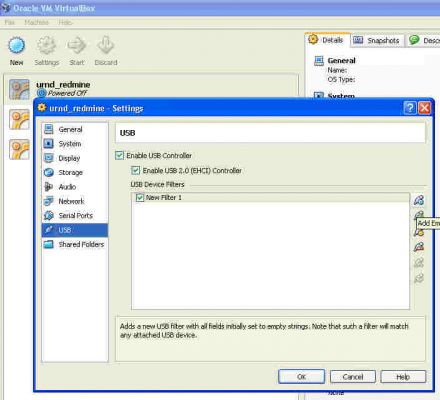 Oracle VM VirtualBox
File Machine Help
New Settings Start Discard
Details Snapshots
urnd_redmine
Powered Off
General
Name:
OS Type:
System
urnd_redmine - Settings
General
System
Display
Storage
Audio
Network
Serial Ports
USB
Shared Folders
USB
Enable USB Controller
Enable USB 2.0 (EHCI) Controller
USB Device Filters
New Filter 1
Add Em
Adds a new USB filter with all fields initially set to empty strings. Note that such a filter will match
any attached USB device.
OK Cancel Help
None